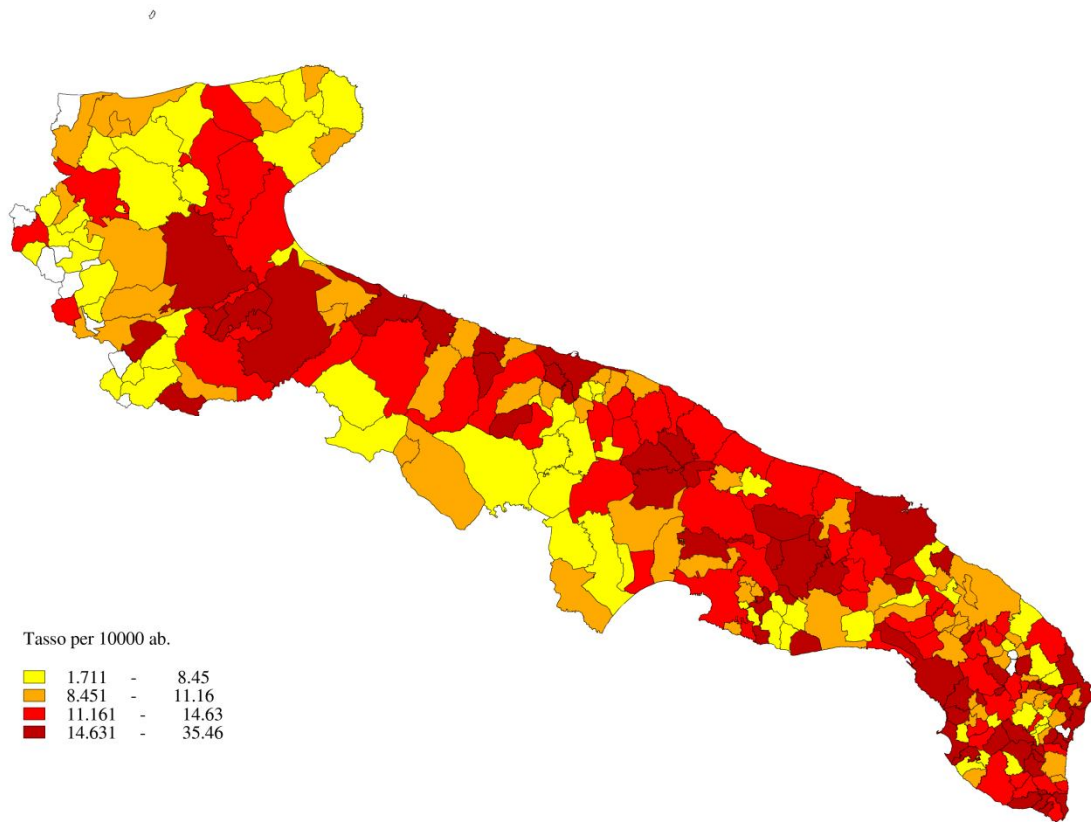 Tasso per 10000 ab.
1.711 - 8.45
8.451 - 11.16
11.161 - 14.63
14.631 - 35.46